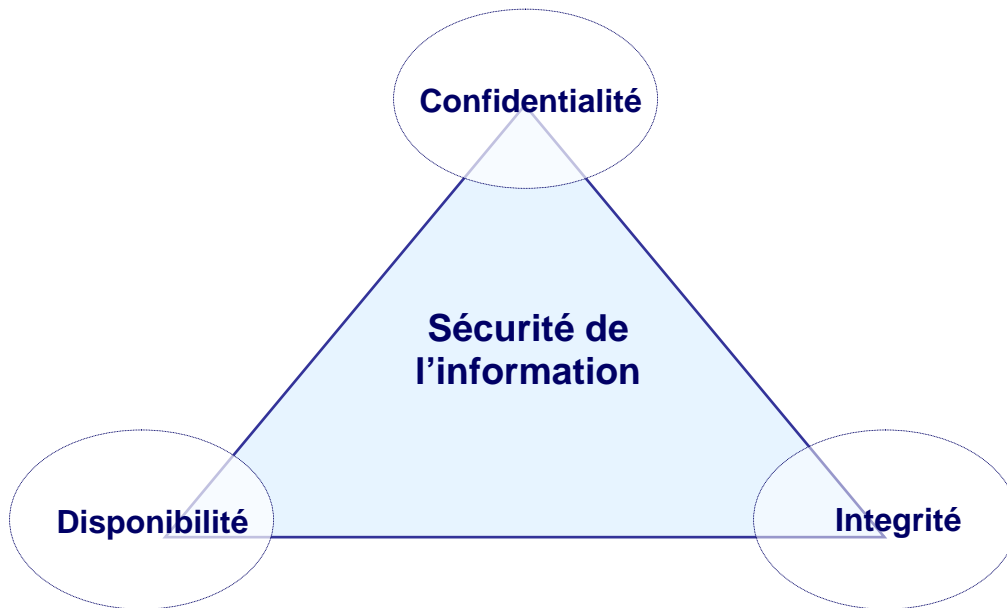 Confidentialité
Sécurité de
l’information
Disponibilité
Integrité